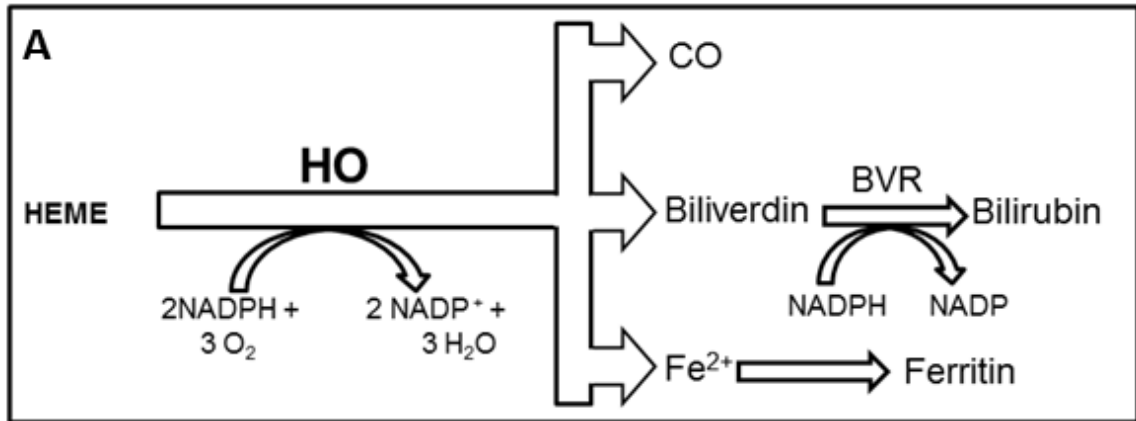 A
CO
HO
HEME
Biliverdin
BVR
Bilirubin
2NADPH +
3 O₂
2 NADP⁺ +
3 H₂O
NADPH
NADP
Fe²⁺
Ferritin